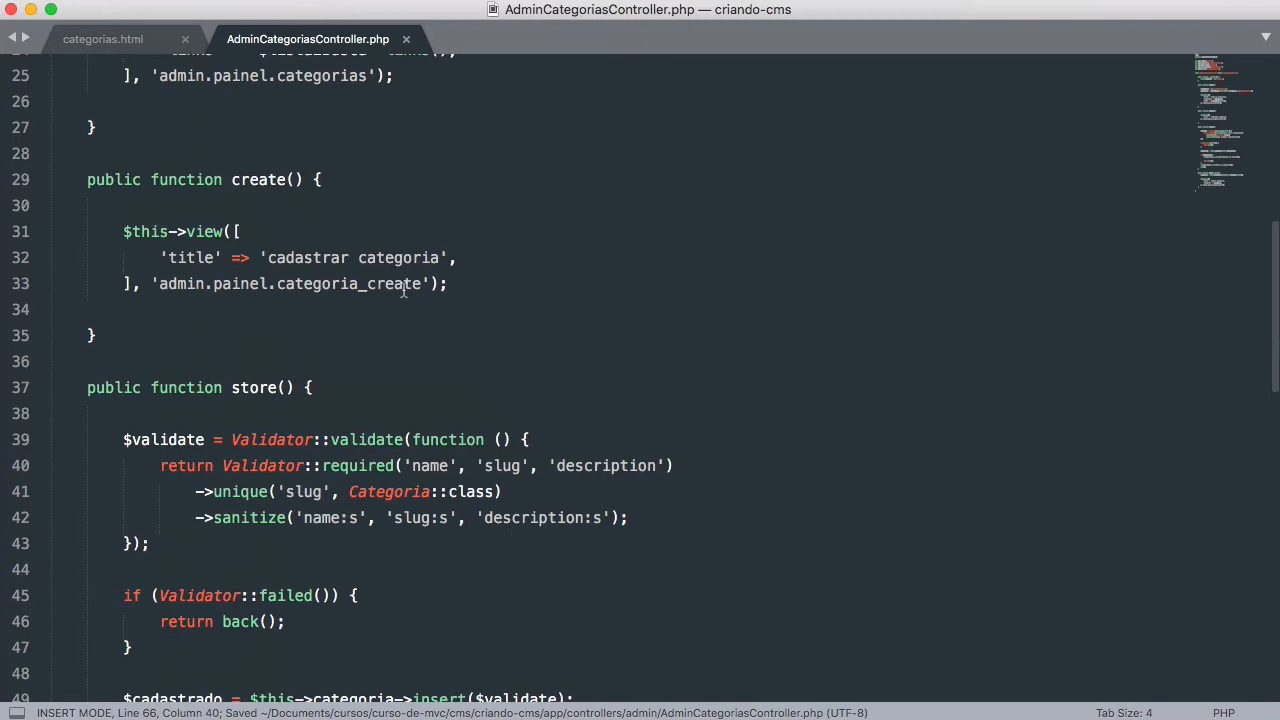 AdminCategoriasController.php — criando-cms
categorias.html ×
AdminCategoriasController.php ×
25 ], 'admin.painel.categorias');
26
27 }
28
29 public function create() {
30
31 $this->view([
32 'title' => 'cadastrar categoria',
33 ], 'admin.painel.categoria_create');
34
35 }
36
37 public function store() {
38
39 $validate = Validator::validate(function () {
40 return Validator::required('name', 'slug', 'description')
41 ->unique('slug', Categoria::class)
42 ->sanitize('name:s', 'slug:s', 'description:s');
43 });
44
45 if (Validator::failed()) {
46 return back();
47 }
48
49 $cadastrado = $this->categoria->insert($validate);
INSERT MODE, Line 66, Column 40; Saved ~/Documents/cursos/curso-de-mvc/cms/criando-cms/app/controllers/admin/AdminCategoriasController.php (UTF-8)
Tab Size: 4
PHP